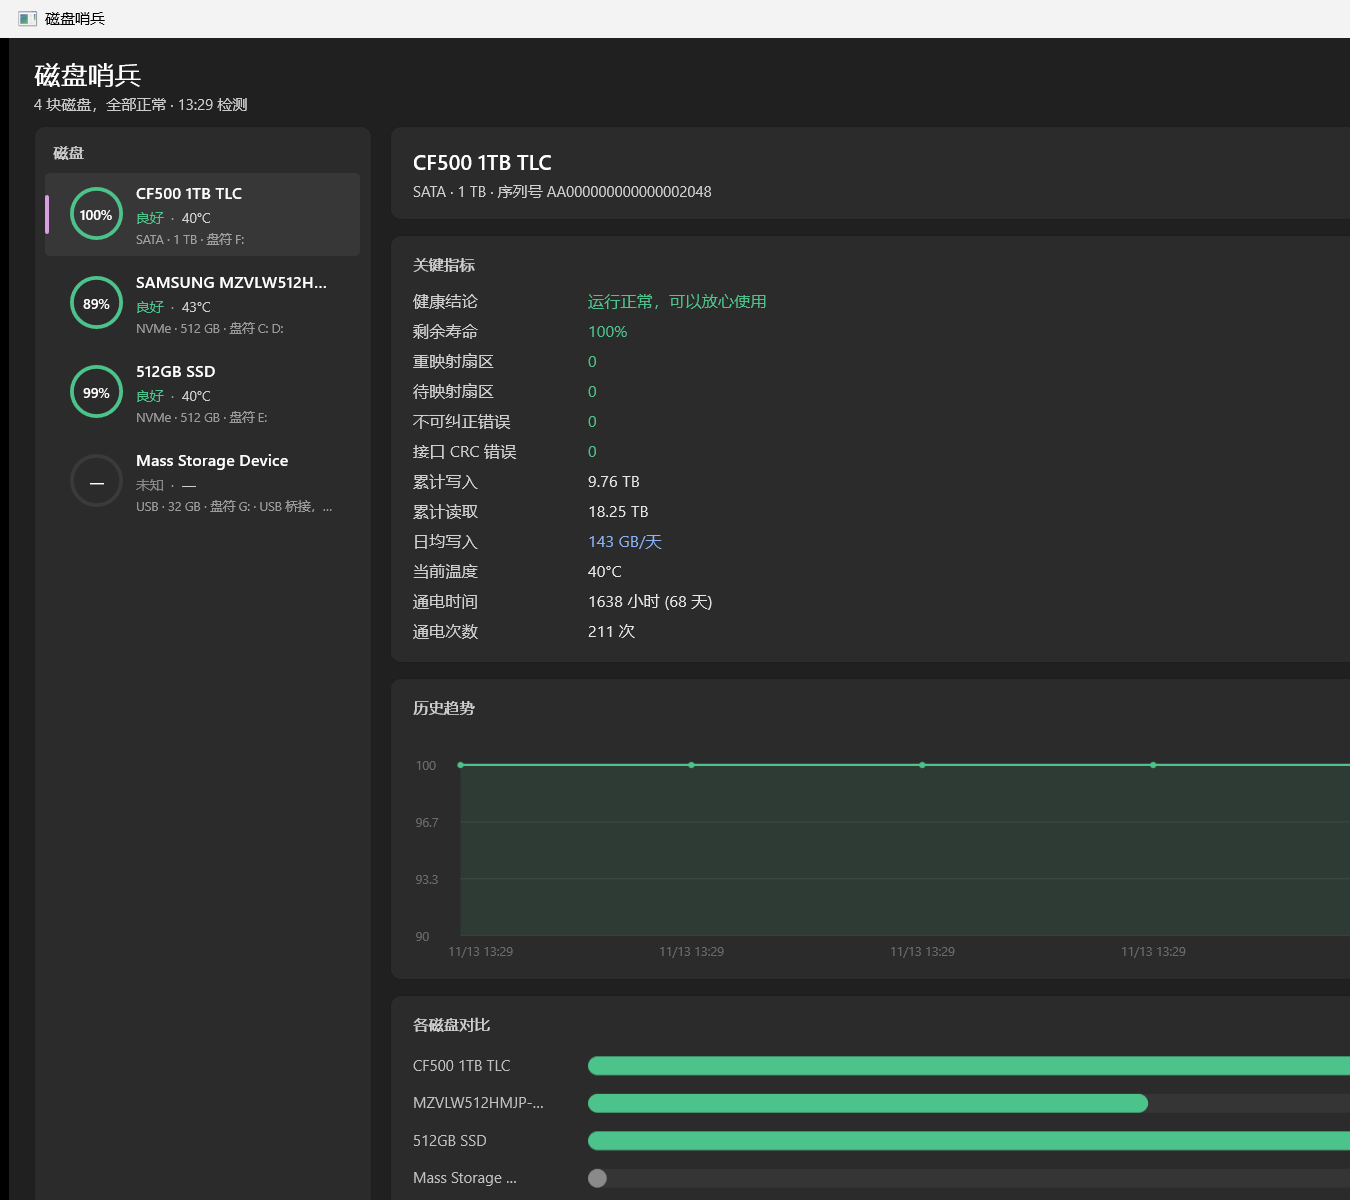 磁盘哨兵
磁盘哨兵
4 块磁盘，全部正常 · 13:29 检测
磁盘
100%
CF500 1TB TLC
良好 · 40°C
SATA · 1 TB · 盘符 F:
89%
SAMSUNG MZVLW512H...
良好 · 43°C
NVMe · 512 GB · 盘符 C: D:
99%
512GB SSD
良好 · 40°C
NVMe · 512 GB · 盘符 E:
—
Mass Storage Device
未知 · —
USB · 32 GB · 盘符 G: · USB 桥接，...
CF500 1TB TLC
SATA · 1 TB · 序列号 AA000000000000002048
关键指标
健康结论 运行正常，可以放心使用
剩余寿命 100%
重映射扇区 0
待映射扇区 0
不可纠正错误 0
接口 CRC 错误 0
累计写入 9.76 TB
累计读取 18.25 TB
日均写入 143 GB/天
当前温度 40°C
通电时间 1638 小时 (68 天)
通电次数 211 次
历史趋势
100
96.7
93.3
90
11/13 13:29 11/13 13:29 11/13 13:29 11/13 13:29
各磁盘对比
CF500 1TB TLC
MZVLW512HMJP-...
512GB SSD
Mass Storage ...